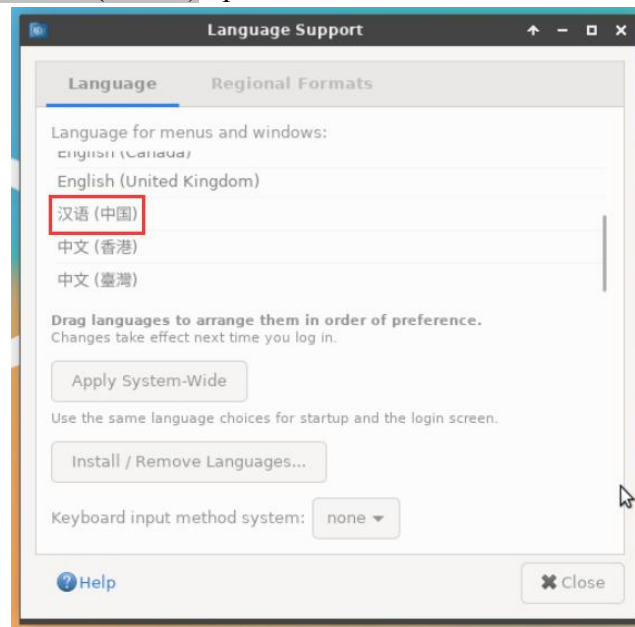 Language Support
Language Regional Formats
Language for menus and windows:
English (Canada)
English (United Kingdom)
汉语 (中国)
中文 (香港)
中文 (臺灣)
Drag languages to arrange them in order of preference.
Changes take effect next time you log in.
Apply System-Wide
Use the same language choices for startup and the login screen.
Install / Remove Languages...
Keyboard input method system: none
Help
Close